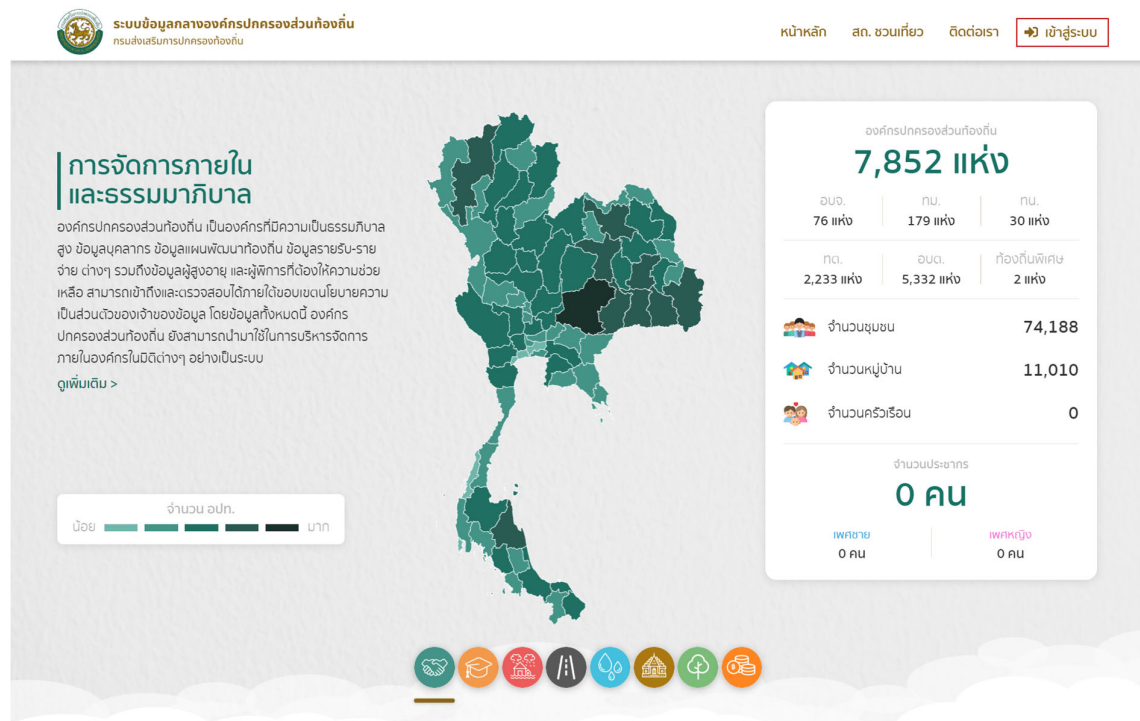 ระบบข้อมูลกลางองค์กรปกครองส่วนท้องถิ่น
กรมส่งเสริมการปกครองท้องถิ่น
หน้าหลัก สถ. ชวนเที่ยว ติดต่อเรา เข้าสู่ระบบ
การจัดการภายใน
และธรรมมาภิบาล
องค์กรปกครองส่วนท้องถิ่น เป็นองค์กรที่มีความเป็นธรรมภิบาล
สูง ข้อมูลบุคลากร ข้อมูลแผนพัฒนาท้องถิ่น ข้อมูลรายรับ-ราย
จ่าย ต่างๆ รวมถึงข้อมูลผู้สูงอายุ และผู้พิการที่ต้องให้ความช่วย
เหลือ สามารถเข้าถึงและตรวจสอบได้ภายใต้ขอบเขตนโยบายความ
เป็นส่วนตัวของเจ้าของข้อมูล โดยข้อมูลทั้งหมดนี้ องค์กร
ปกครองส่วนท้องถิ่น ยังสามารถนำมาใช้ในการบริหารจัดการ
ภายในองค์กรในมิติต่างๆ อย่างเป็นระบบ
ดูเพิ่มเติม >
จำนวน อปท.
น้อย มาก
องค์กรปกครองส่วนท้องถิ่น
7,852 แห่ง
อบจ. ทม. ทน.
76 แห่ง 179 แห่ง 30 แห่ง
ทต. อบต. ท้องถิ่นพิเศษ
2,233 แห่ง 5,332 แห่ง 2 แห่ง
จำนวนชุมชน 74,188
จำนวนหมู่บ้าน 11,010
จำนวนครัวเรือน 0
จำนวนประชากร
0 คน
เพศชาย เพศหญิง
0 คน 0 คน